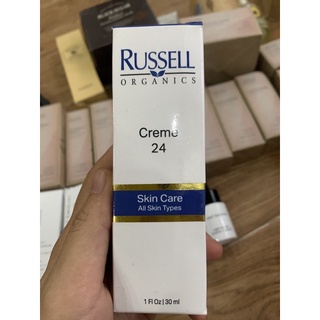 RUSSELL
ORGANICS
Creme
24
Skin Care
All Skin Types
1 Fl Oz | 30 ml